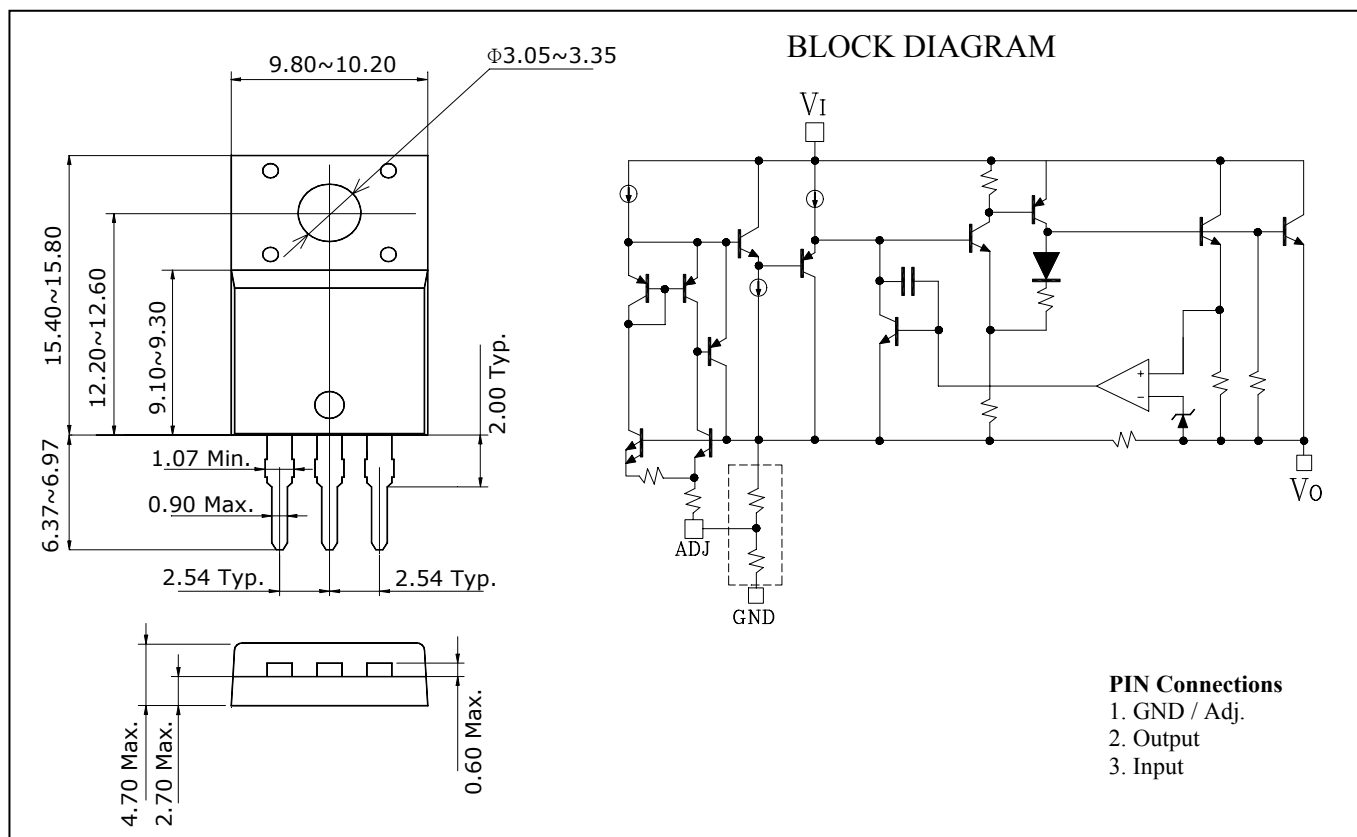 BLOCK DIAGRAM
9.80~10.20
Φ3.05~3.35
15.40~15.80
12.20~12.60
9.10~9.30
2.00 Typ.
6.37~6.97
1.07 Min.
0.90 Max.
2.54 Typ.
2.54 Typ.
4.70 Max.
2.70 Max.
0.60 Max.
VI
+
−
ADJ
GND
VO
PIN Connections
1. GND / Adj.
2. Output
3. Input